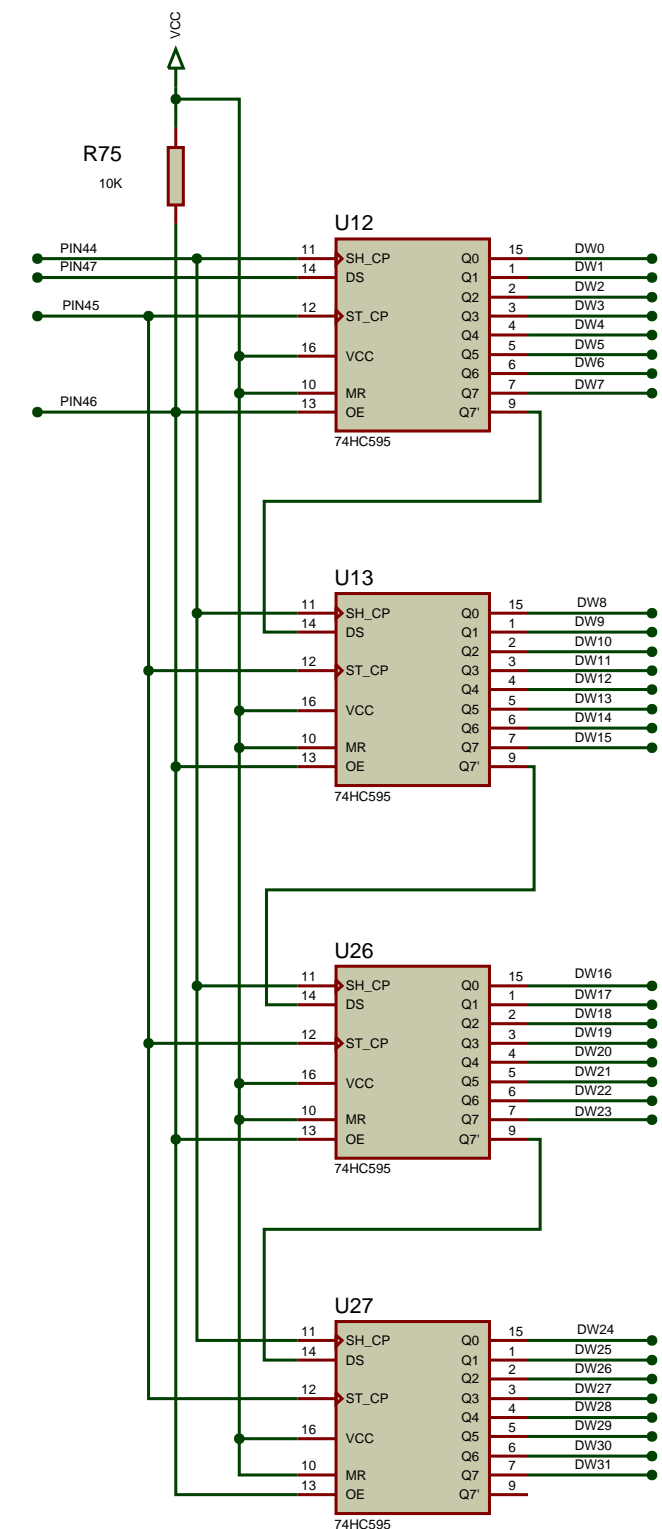 VCC
R75
10K
U12
PIN44 11 SH_CP Q0 15 DW0
PIN47 14 DS Q1 1 DW1
Q2 2 DW2
PIN45 12 ST_CP Q3 3 DW3
Q4 4 DW4
16 VCC Q5 5 DW5
Q6 6 DW6
10 MR Q7 7 DW7
PIN46 13 OE Q7' 9
74HC595
U13
11 SH_CP Q0 15 DW8
14 DS Q1 1 DW9
Q2 2 DW10
12 ST_CP Q3 3 DW11
Q4 4 DW12
16 VCC Q5 5 DW13
Q6 6 DW14
10 MR Q7 7 DW15
13 OE Q7' 9
74HC595
U26
11 SH_CP Q0 15 DW16
14 DS Q1 1 DW17
Q2 2 DW18
12 ST_CP Q3 3 DW19
Q4 4 DW20
16 VCC Q5 5 DW21
Q6 6 DW22
10 MR Q7 7 DW23
13 OE Q7' 9
74HC595
U27
11 SH_CP Q0 15 DW24
14 DS Q1 1 DW25
Q2 2 DW26
12 ST_CP Q3 3 DW27
Q4 4 DW28
16 VCC Q5 5 DW29
Q6 6 DW30
10 MR Q7 7 DW31
13 OE Q7' 9
74HC595